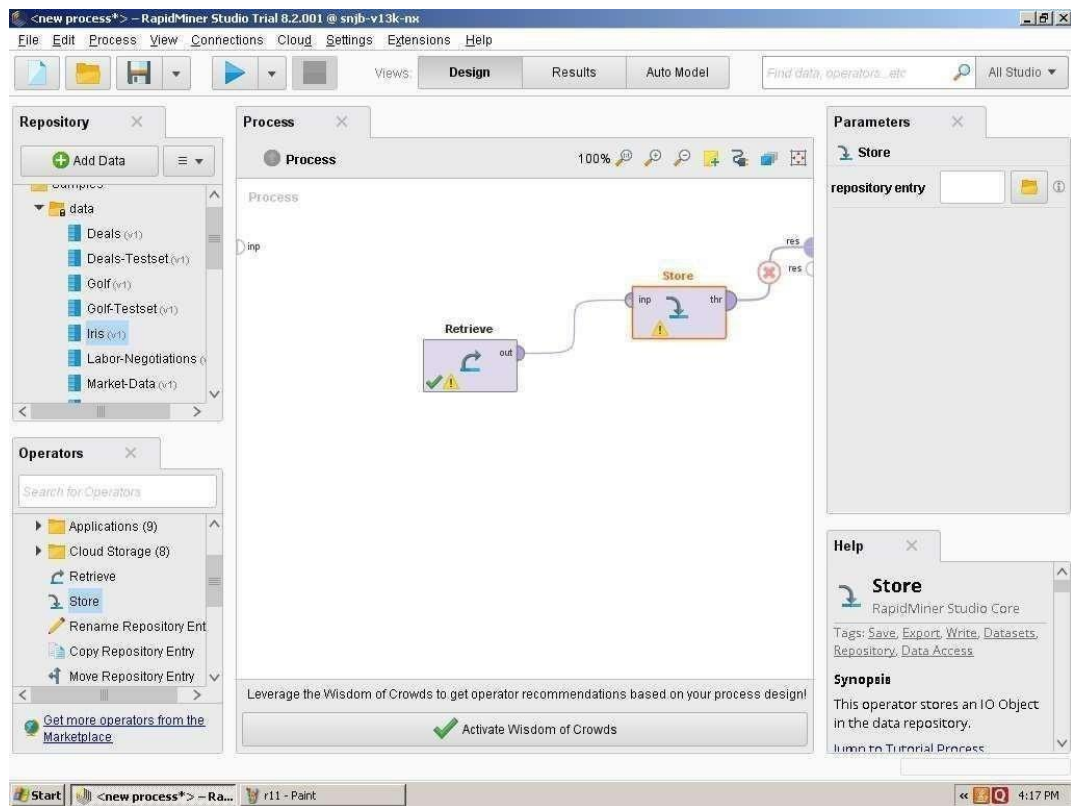 <new process*> – RapidMiner Studio Trial 8.2.001 @ snjb-v13k-nx
File Edit Process View Connections Cloud Settings Extensions Help
Views: Design Results Auto Model
Find data, operators...etc
All Studio ▼
Repository
Add Data
Samples
data
Deals (v1)
Deals-Testset (v1)
Golf (v1)
Golf-Testset (v1)
Iris (v1)
Labor-Negotiations (
Market-Data (v1)
Operators
Search for Operators
Applications (9)
Cloud Storage (8)
Retrieve
Store
Rename Repository Ent
Copy Repository Entry
Move Repository Entry
Get more operators from the
Marketplace
Process
Process
100%
Process
inp
Retrieve
out
Store
inp
thr
res
res
Leverage the Wisdom of Crowds to get operator recommendations based on your process design!
Activate Wisdom of Crowds
Parameters
Store
repository entry
Help
Store
RapidMiner Studio Core
Tags: Save, Export, Write, Datasets,
Repository, Data Access
Synopsis
This operator stores an IO Object
in the data repository.
Jump to Tutorial Process
Start
<new process*> – Ra...
r11 - Paint
«
Q
4:17 PM